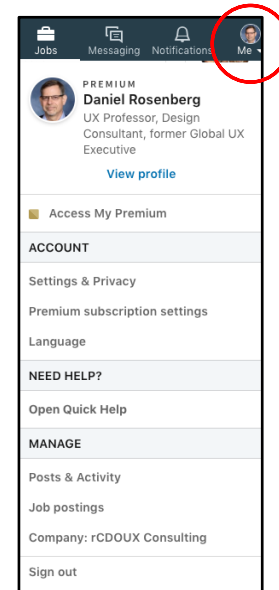 Jobs Messaging Notifications Me
PREMIUM
Daniel Rosenberg
UX Professor, Design
Consultant, former Global UX
Executive
View profile
Access My Premium
ACCOUNT
Settings & Privacy
Premium subscription settings
Language
NEED HELP?
Open Quick Help
MANAGE
Posts & Activity
Job postings
Company: rCDOUX Consulting
Sign out